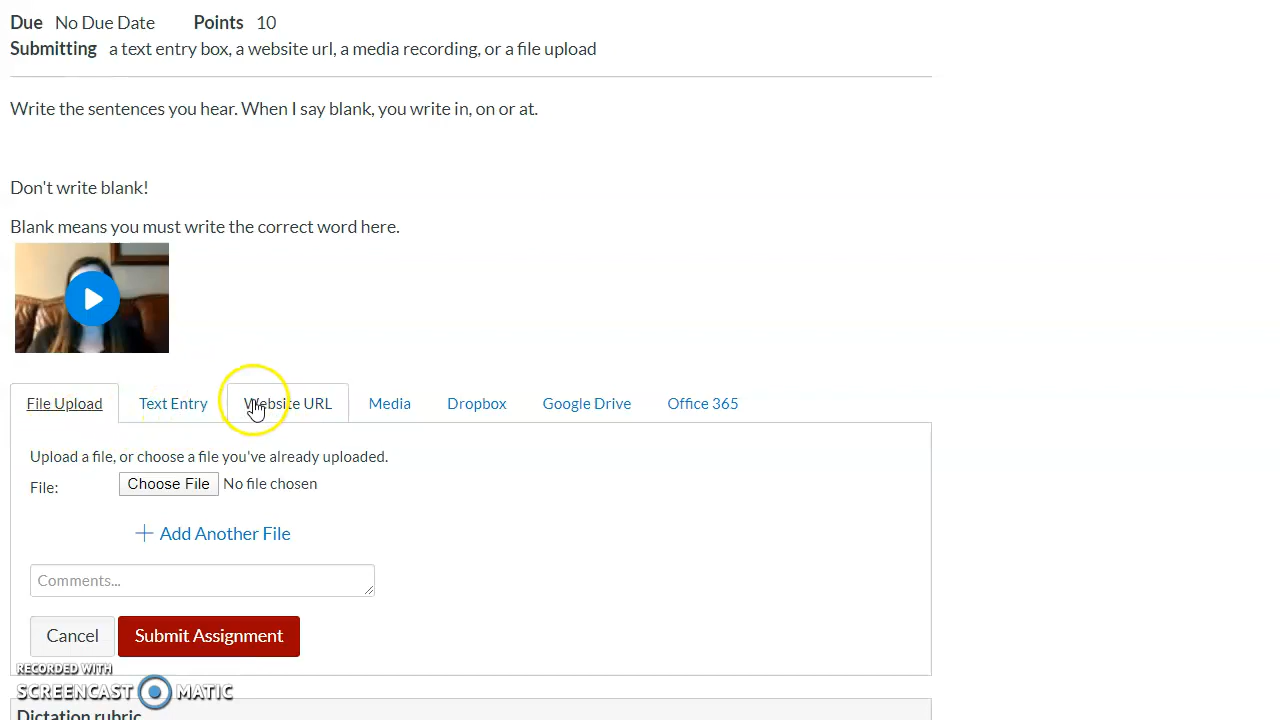 Due No Due Date Points 10
Submitting a text entry box, a website url, a media recording, or a file upload
Write the sentences you hear. When I say blank, you write in, on or at.
Don't write blank!
Blank means you must write the correct word here.
File Upload Text Entry Website URL Media Dropbox Google Drive Office 365
Upload a file, or choose a file you've already uploaded.
File: Choose File No file chosen
+ Add Another File
Comments...
Cancel Submit Assignment
RECORDED WITH
SCREENCAST MATIC
Dictation rubric